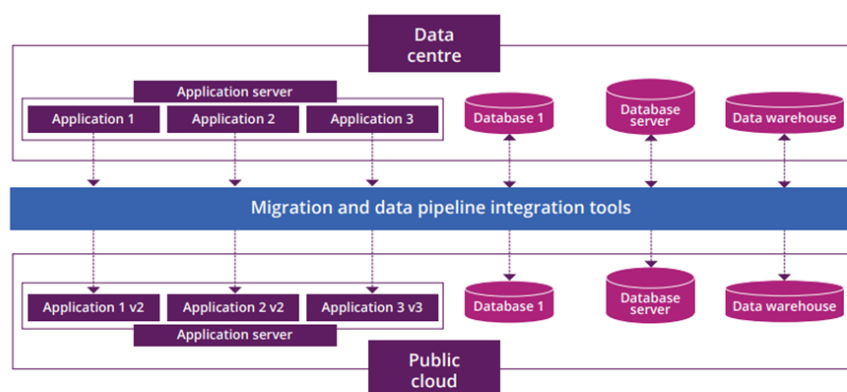 Data
centre
Application server
Application 1
Application 2
Application 3
Database 1
Database
server
Data warehouse
Migration and data pipeline integration tools
Application 1 v2
Application 2 v2
Application 3 v3
Database 1
Database
server
Data warehouse
Application server
Public
cloud